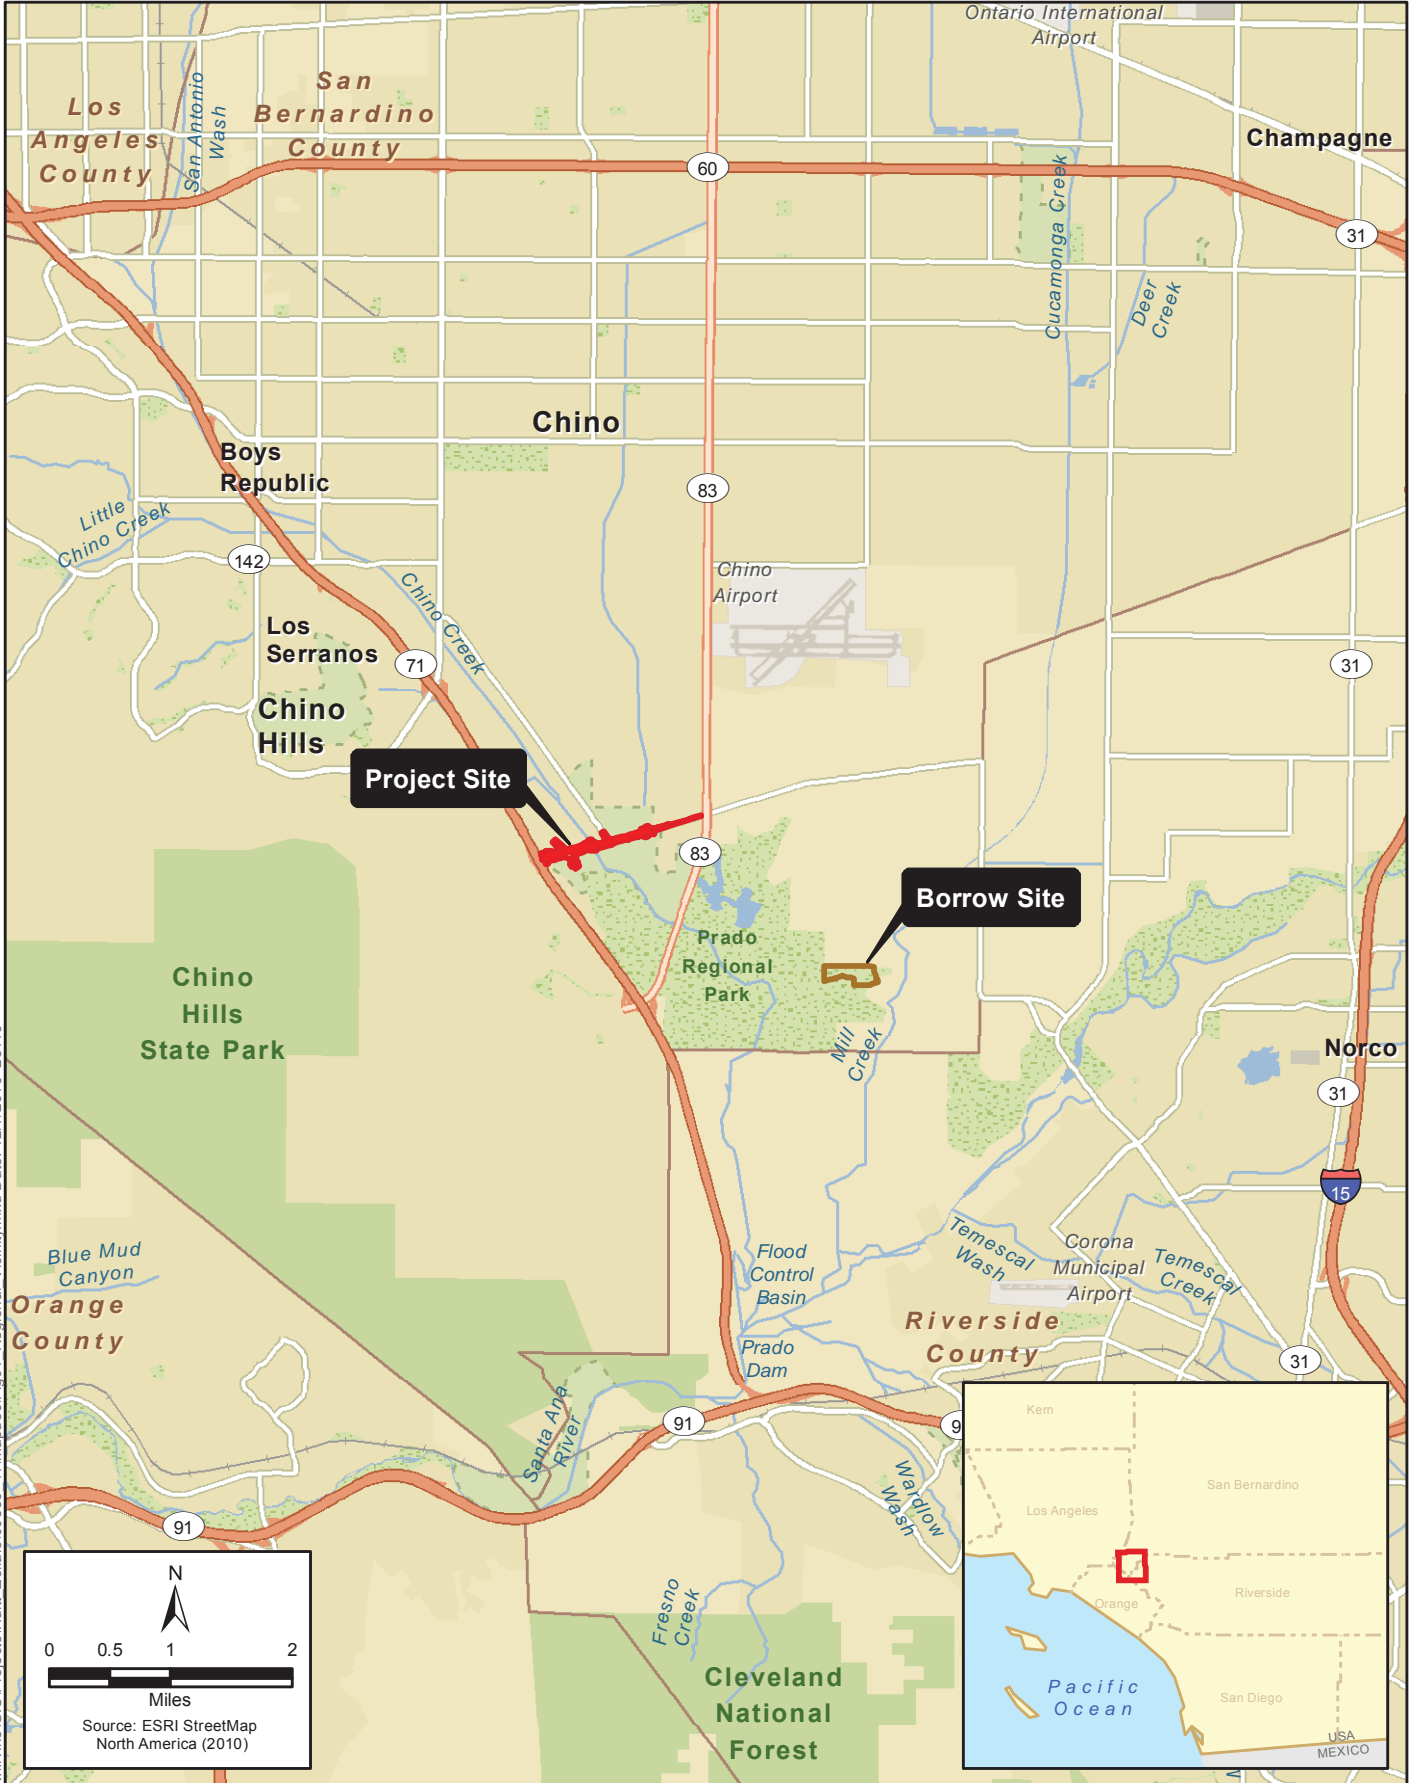 Ontario International
Airport
San
Bernardino
County
Los
Angeles
County
San Antonio
Wash
Champagne
60
31
Cucamonga Creek
Deer
Creek
Chino
Boys
Republic
83
Little
Chino Creek
142
Chino Creek
Chino
Airport
Los
Serranos
71
31
Chino
Hills
Project Site
83
Borrow Site
Prado
Regional
Park
Chino
Hills
State Park
Mill
Creek
Norco
31
15
Blue Mud
Canyon
Orange
County
Flood
Control
Basin
Temescal
Wash
Corona
Municipal
Airport
Temescal
Creek
Riverside
County
Prado
Dam
31
Santa Ana
River
91
9
Wardlow
Wash
91
Fresno
Creek
Cleveland
National
Forest
N
0 0.5 1 2
Miles
Source: ESRI StreetMap
North America (2010)
Kern
San Bernardino
Los Angeles
Riverside
Orange
Pacific
Ocean
San Diego
USA
MEXICO